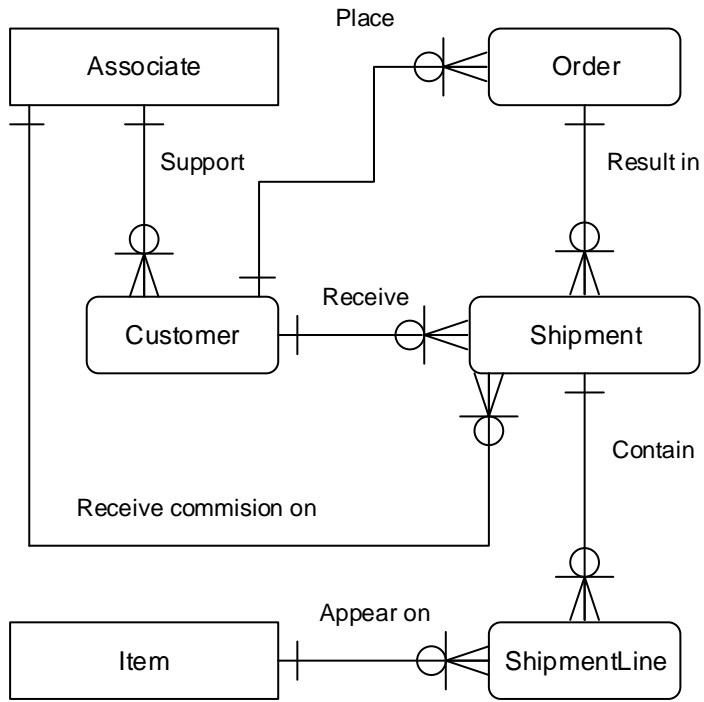 Place
Associate
Order
Support
Result in
Receive
Customer
Shipment
Contain
Receive commision on
Appear on
Item
ShipmentLine